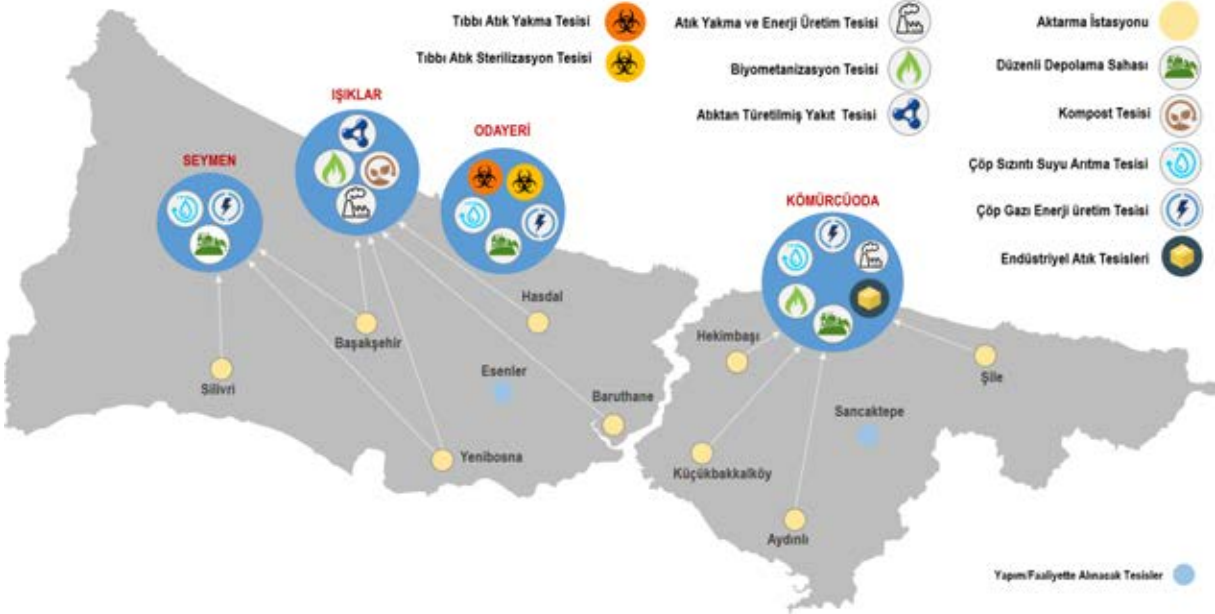 Tıbbı Atık Yakma Tesisi
Tıbbı Atık Sterilizasyon Tesisi
Atık Yakma ve Enerji Üretim Tesisi
Biyometanizasyon Tesisi
Atıktan Türetilmiş Yakıt Tesisi
Aktarma İstasyonu
Düzenli Depolama Sahası
Kompost Tesisi
Çöp Sızıntı Suyu Arıtma Tesisi
Çöp Gazı Enerji üretim Tesisi
Endüstriyel Atık Tesisleri
IŞIKLAR
ODAYERİ
SEYMEN
KÖMÜRCÜODA
Hasdal
Başakşehir
Hekimbaşı
Esenler
Silivri
Baruthane
Şile
Sancaktepe
Yenibosna
Küçükbakkalköy
Aydınlı
Yapım/Faaliyette Alınacak Tesisler